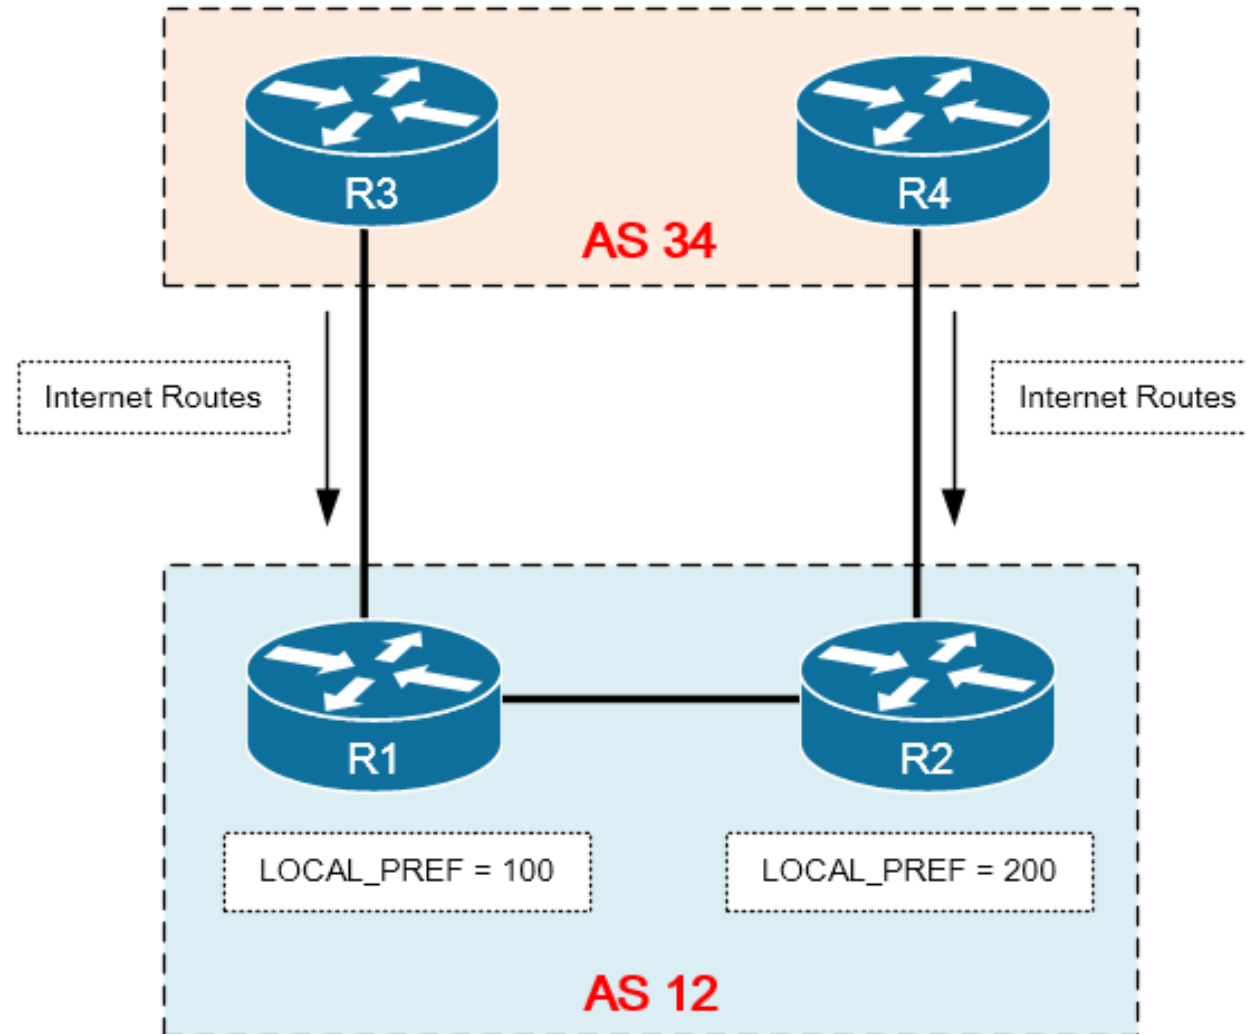 R3
R4
AS 34
Internet Routes
Internet Routes
R1
R2
LOCAL_PREF = 100
LOCAL_PREF = 200
AS 12